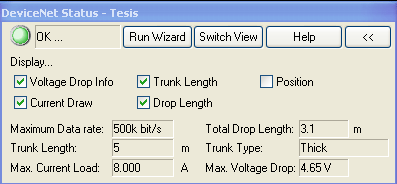 DeviceNet Status - Tesis
OK ... Run Wizard Switch View Help <<
Display...
Voltage Drop Info Trunk Length Position
Current Draw Drop Length
Maximum Data rate: 500k bit/s Total Drop Length: 3.1 m
Trunk Length: 5 m Trunk Type: Thick
Max. Current Load: 8.000 A Max. Voltage Drop: 4.65 V